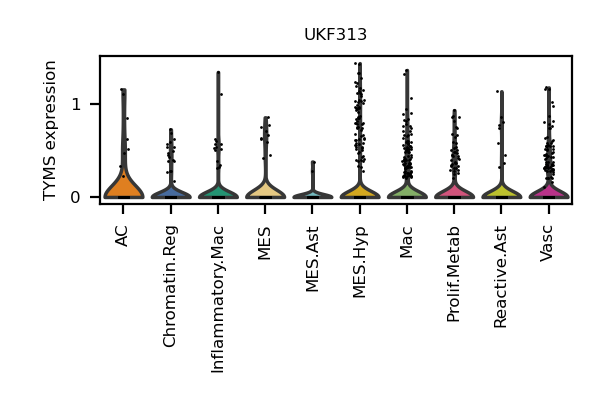 UKF313
TYMS expression
1
0
AC
Chromatin.Reg
Inflammatory.Mac
MES
MES.Ast
MES.Hyp
Mac
Prolif.Metab
Reactive.Ast
Vasc